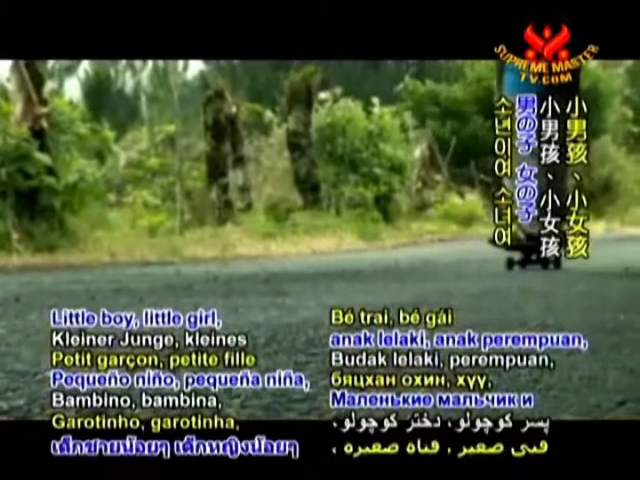 SUPREME MASTER
TV.COM
小男孩、小女孩
小男孩、小女孩
男の子 女の子
소년이여 소녀여
Little boy, little girl,
Kleiner Junge, kleines
Petit garçon, petite fille
Pequeño niño, pequeña niña,
Bambino, bambina,
Garotinho, garotinha,
เด็กชายน้อยๆ เด็กหญิงน้อยๆ
Bé trai, bé gái
anak lelaki, anak perempuan,
Budak lelaki, perempuan,
бяцхан охин, хүү,
Маленькие мальчик и
پسر کوچولو، دختر کوچولو،
فتى صغير ، فتاة صغيرة ،